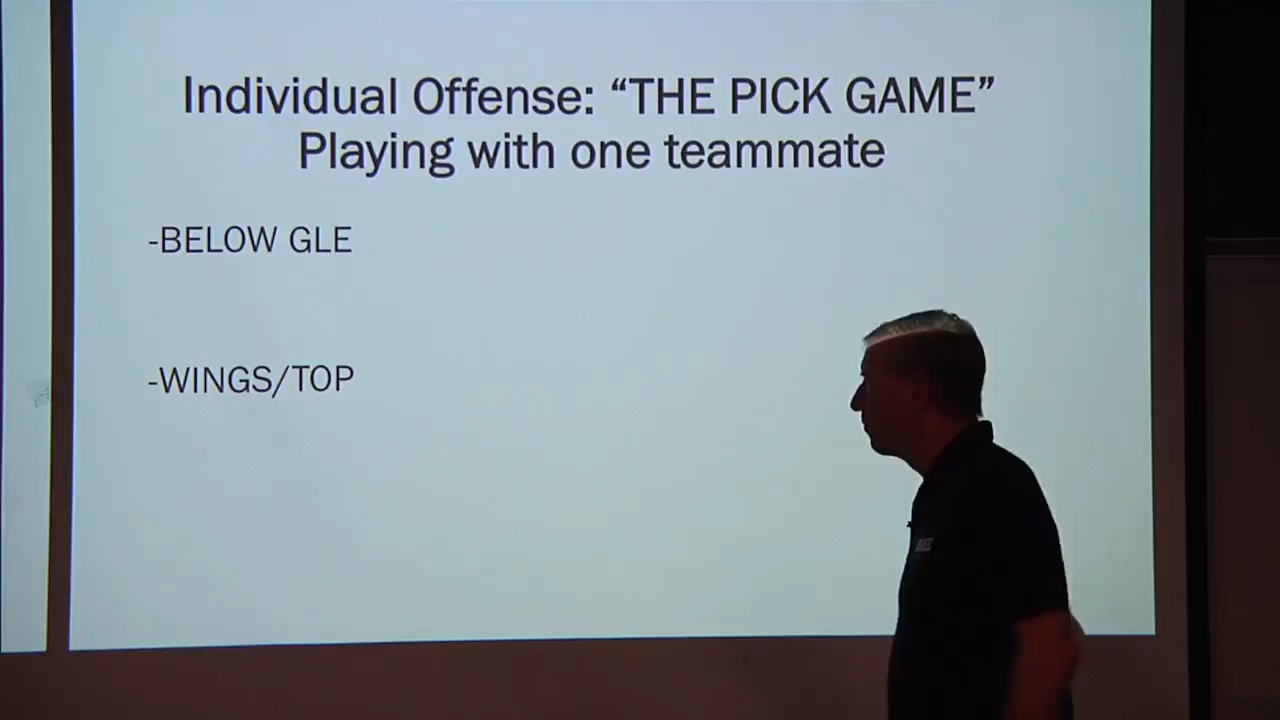 Individual Offense: “THE PICK GAME”
Playing with one teammate
-BELOW GLE
-WINGS/TOP